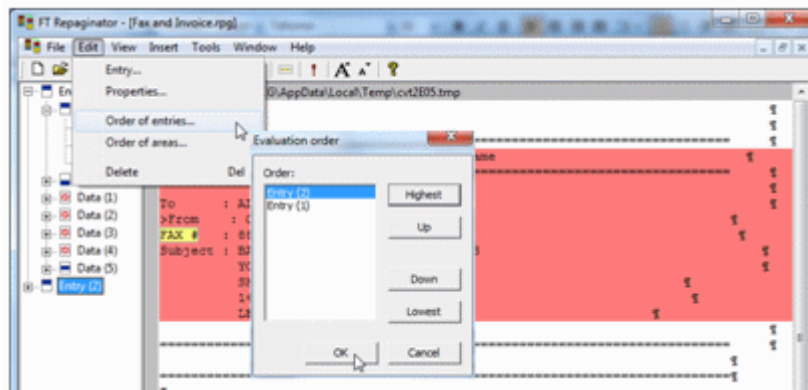 FT Repaginator - [Fax and Invoice.rpg]
File Edit View Insert Tools Window Help
Entry...
Properties...
Order of entries...
Order of areas...
Delete Del
G\AppData\Local\Temp\cvt2E05.tmp
En
Data (1)
Data (2)
Data (3)
Data (4)
Data (5)
Entry (2)
Evaluation order
Order:
Entry (2)
Entry (1)
Highest
Up
Down
Lowest
OK
Cancel
To :
>From :
FAX # :
Subject :